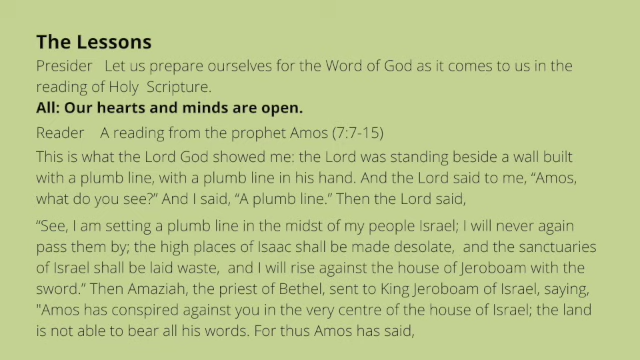 The Lessons
Presider Let us prepare ourselves for the Word of God as it comes to us in the
reading of Holy Scripture.
All: Our hearts and minds are open.
Reader A reading from the prophet Amos (7:7-15)
This is what the Lord God showed me: the Lord was standing beside a wall built
with a plumb line, with a plumb line in his hand. And the Lord said to me, “Amos,
what do you see?” And I said, “A plumb line.” Then the Lord said,
“See, I am setting a plumb line in the midst of my people Israel; I will never again
pass them by; the high places of Isaac shall be made desolate, and the sanctuaries
of Israel shall be laid waste, and I will rise against the house of Jeroboam with the
sword.” Then Amaziah, the priest of Bethel, sent to King Jeroboam of Israel, saying,
"Amos has conspired against you in the very centre of the house of Israel; the land
is not able to bear all his words. For thus Amos has said,